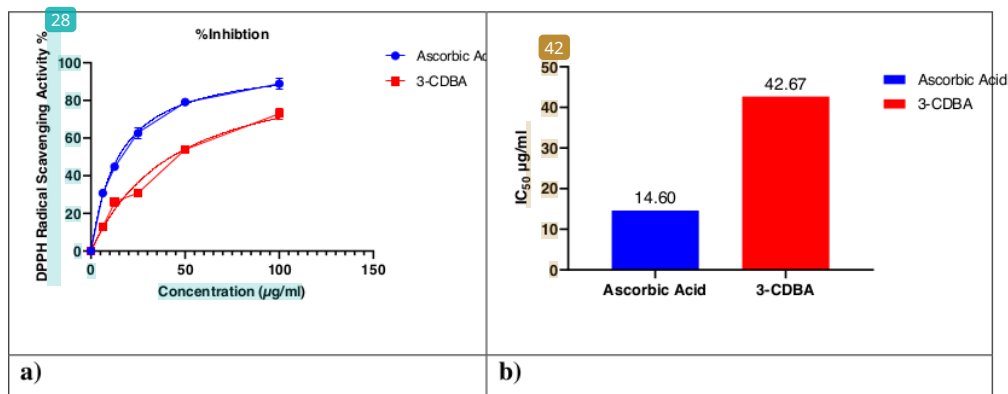 28
%Inhibtion
DPPH Radical Scavenging Activity %
100
80
60
40
20
0
0
50
100
150
Concentration (µg/ml)
Ascorbic Ac
3-CDBA
42
IC50 µg/ml
50
40
30
20
10
0
14.60
42.67
Ascorbic Acid
3-CDBA
Ascorbic Acid
3-CDBA
a)
b)